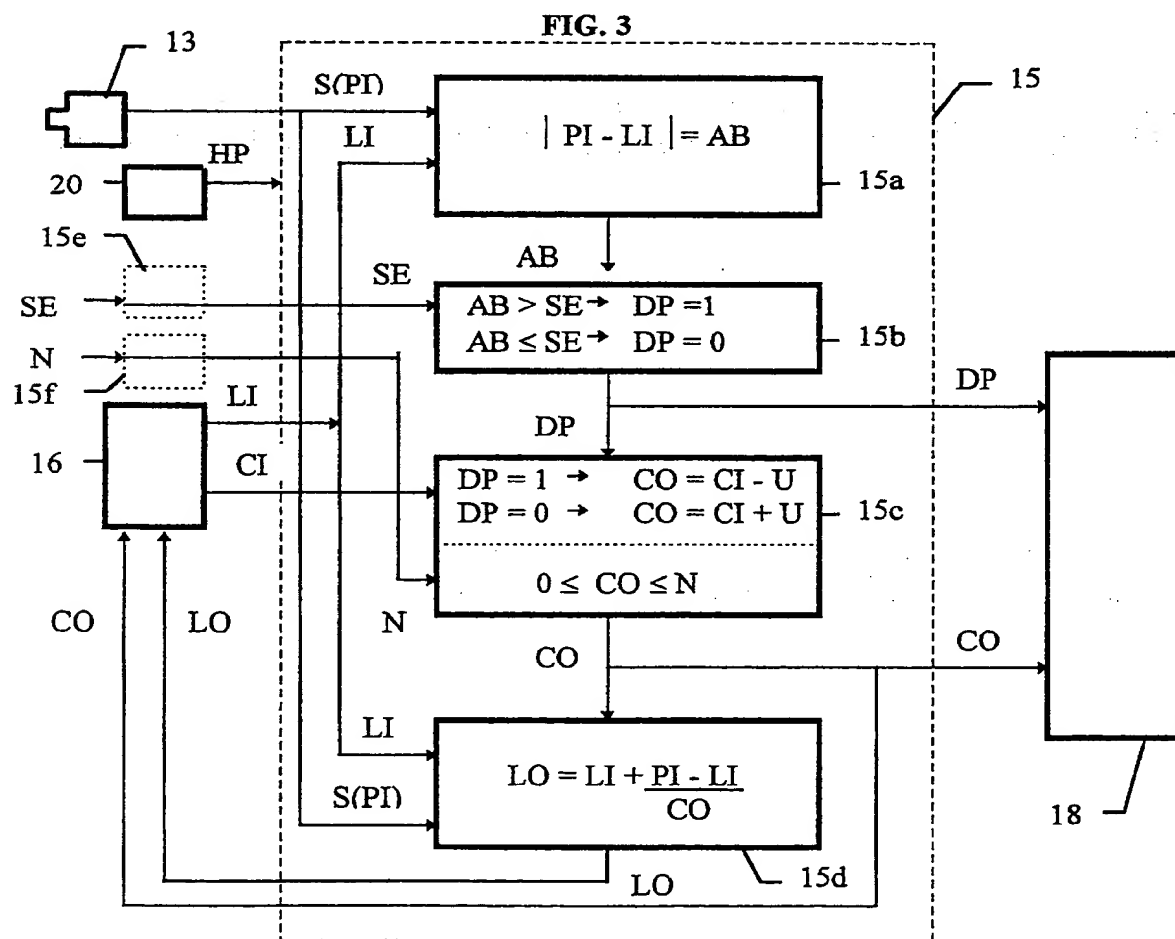 FIG. 3
13
S(PI)
15
LI
| PI - LI | = AB
HP
20
15a
15e
AB
SE
SE
AB > SE → DP =1
AB ≤ SE → DP = 0
15b
N
15f
LI
DP
DP
16
CI
DP = 1 → CO = CI - U
DP = 0 → CO = CI + U
15c
0 ≤ CO ≤ N
CO
LO
N
CO
CO
LI
LO = LI + PI - LI
CO
S(PI)
18
15d
LO